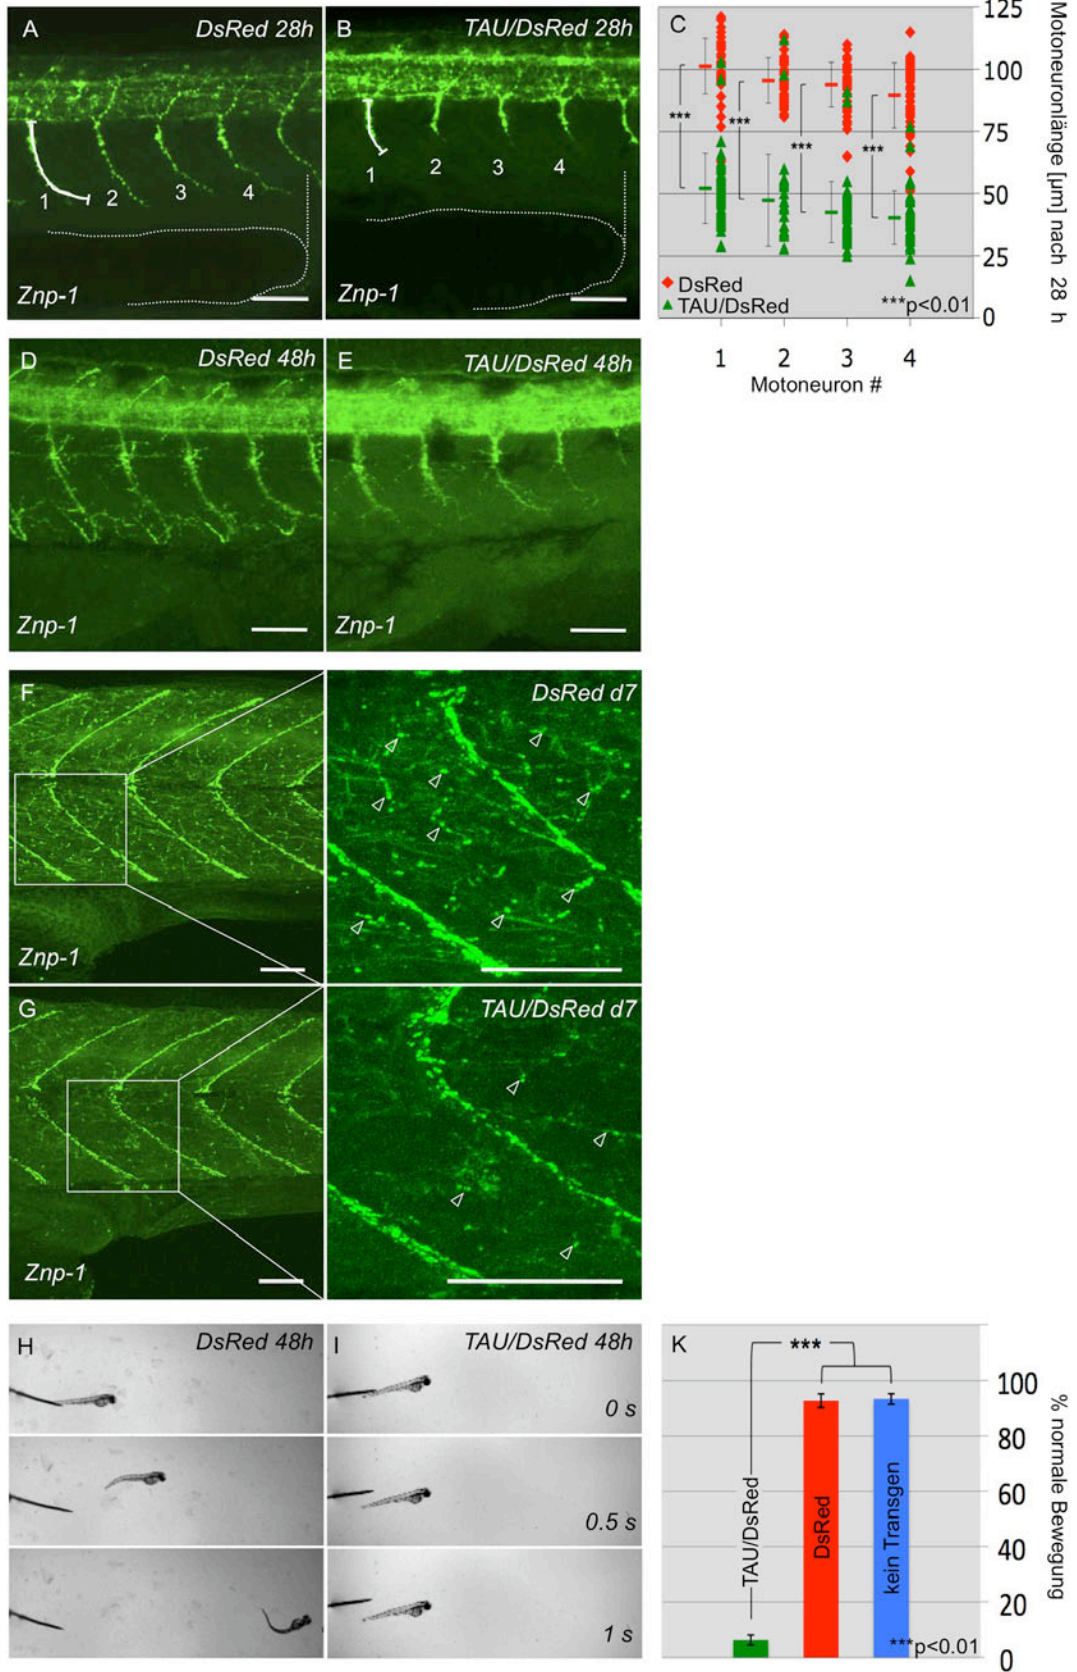 A
DsRed 28h
1
2
3
4
Znp-1
B
TAU/DsRed 28h
1
2
3
4
Znp-1
C
125
100
75
50
25
0
Motoneuronlänge [µm] nach 28 h
***
***
***
***
DsRed
TAU/DsRed
***p<0.01
1
2
3
4
Motoneuron #
D
DsRed 48h
Znp-1
E
TAU/DsRed 48h
Znp-1
F
Znp-1
DsRed d7
G
Znp-1
TAU/DsRed d7
H
DsRed 48h
I
TAU/DsRed 48h
0 s
0.5 s
1 s
K
***
TAU/DsRed
DsRed
kein Transgen
***p<0.01
100
80
60
40
20
0
% normale Bewegung